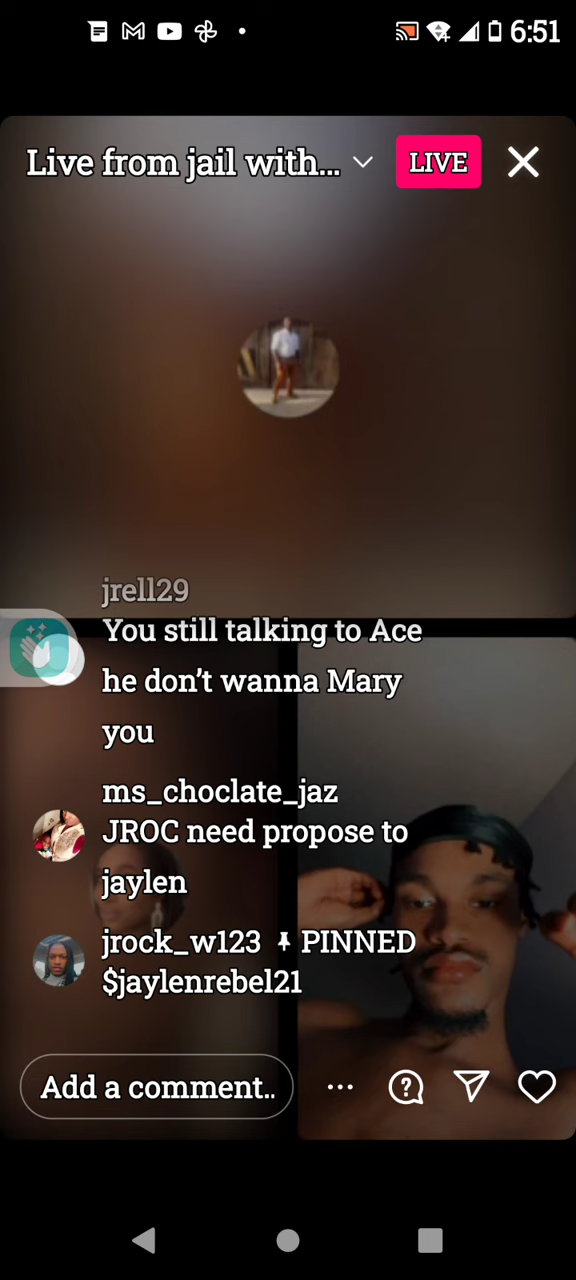 6:51
Live from jail with... LIVE
jrell29
You still talking to Ace
he don't wanna Mary
you
ms_choclate_jaz
JROC need propose to
jaylen
jrock_w123 PINNED
$jaylenrebel21
Add a comment..